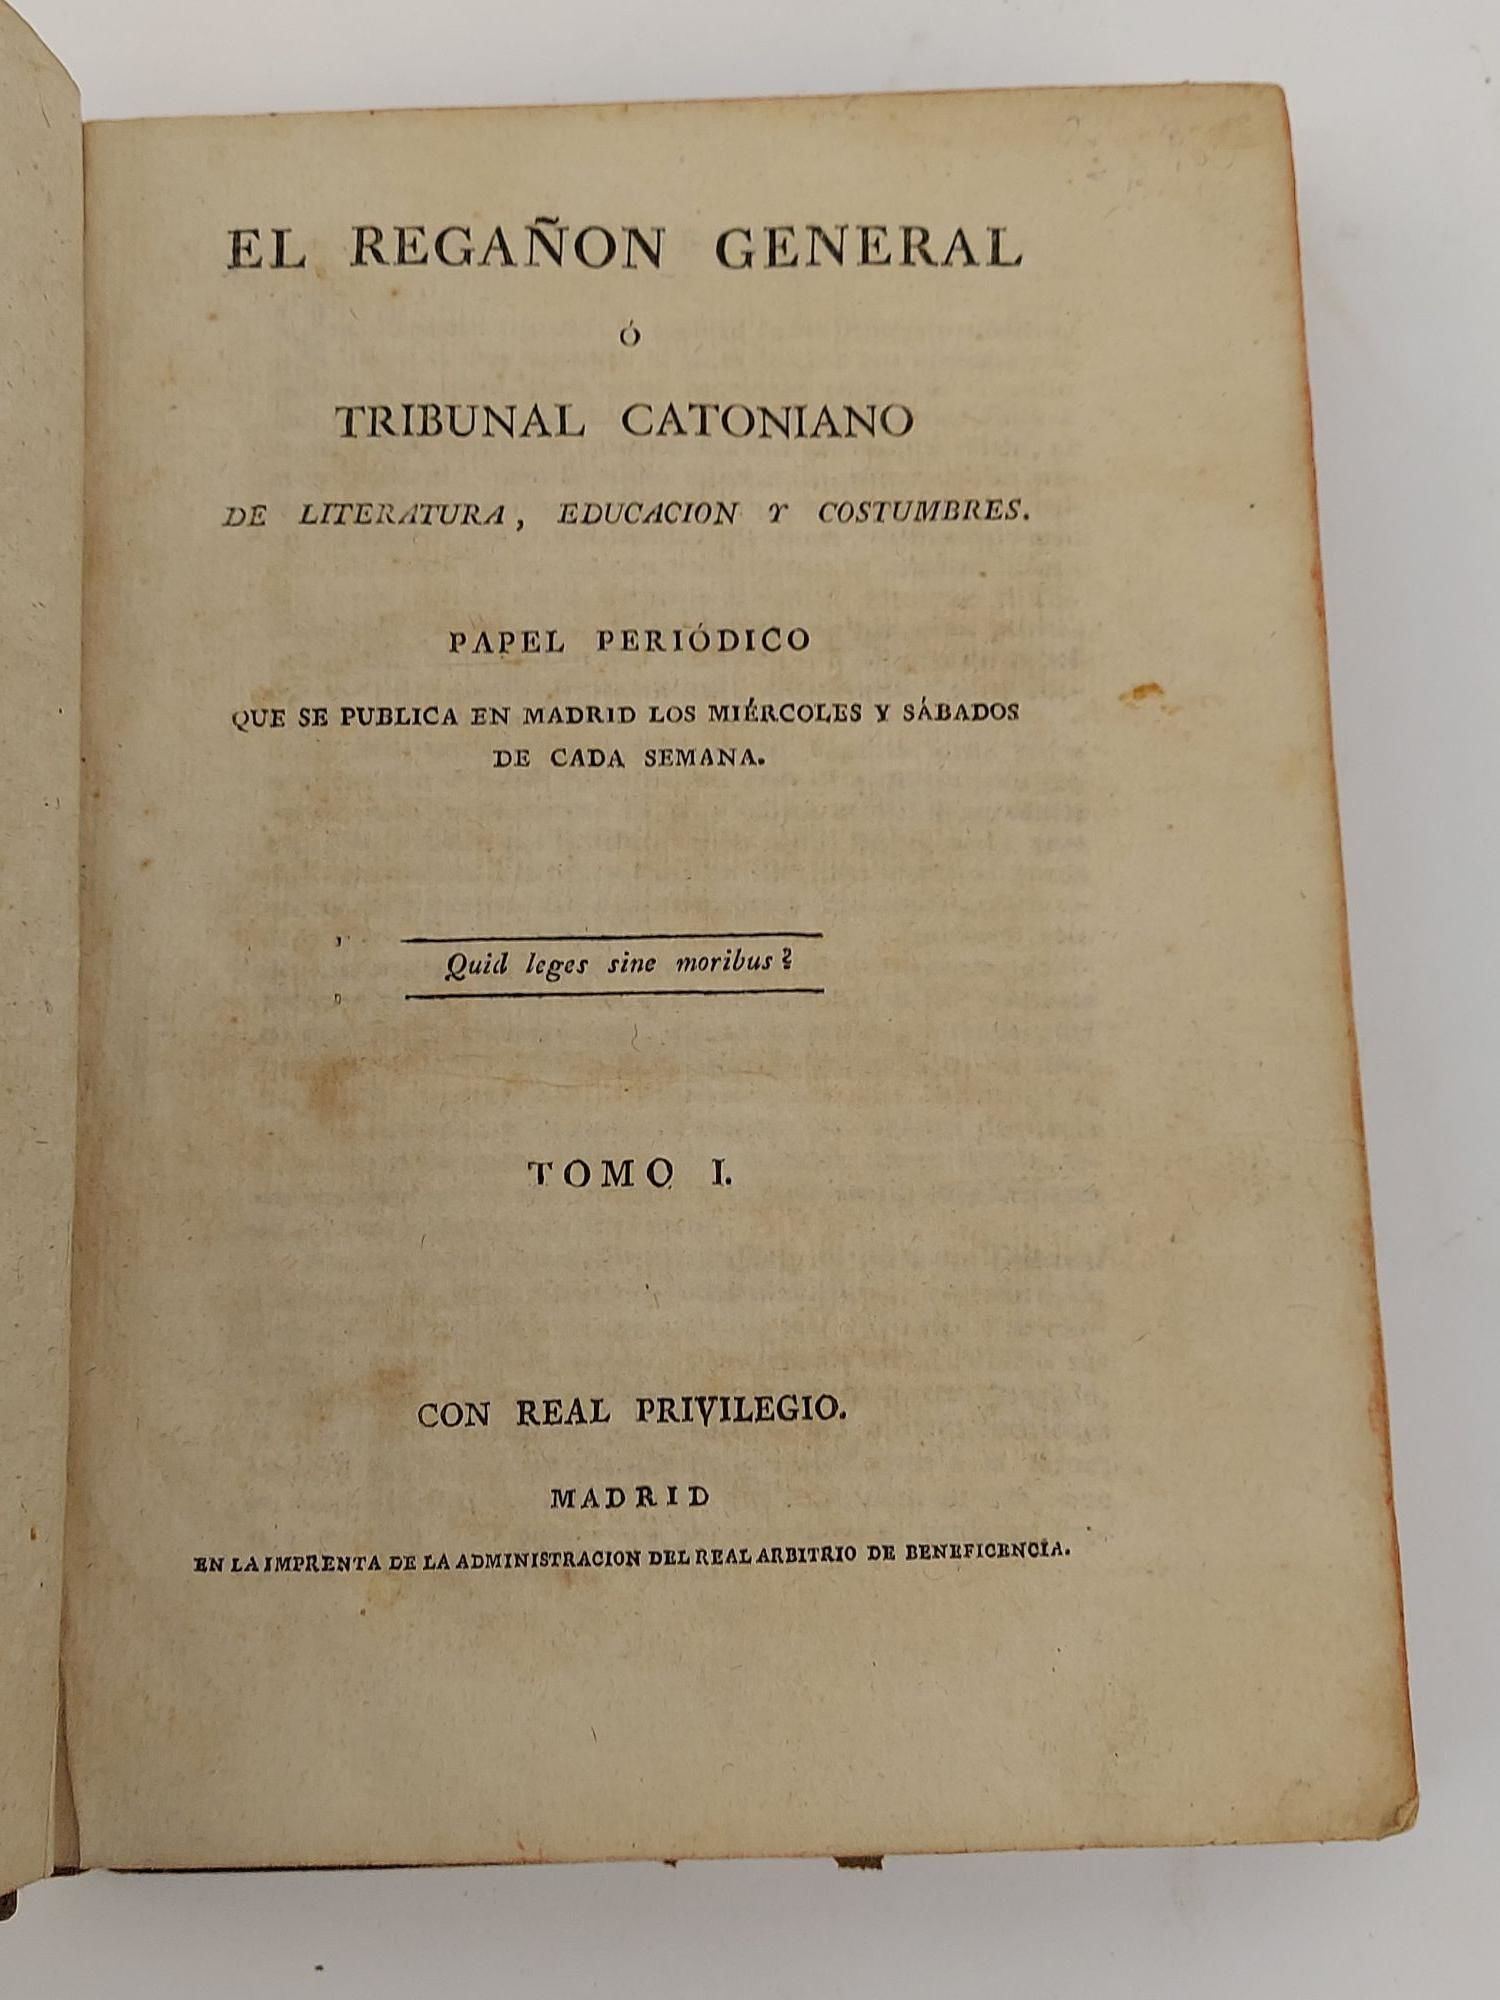 EL REGAÑON GENERAL
Ó
TRIBUNAL CATONIANO
DE LITERATURA, EDUCACION Y COSTUMBRES.
PAPEL PERIÓDICO
QUE SE PUBLICA EN MADRID LOS MIÉRCOLES Y SÁBADOS
DE CADA SEMANA.
Quid leges sine moribus?
TOMO I.
CON REAL PRIVILEGIO.
MADRID
EN LA IMPRENTA DE LA ADMINISTRACION DEL REAL ARBITRIO DE BENEFICENCIA.